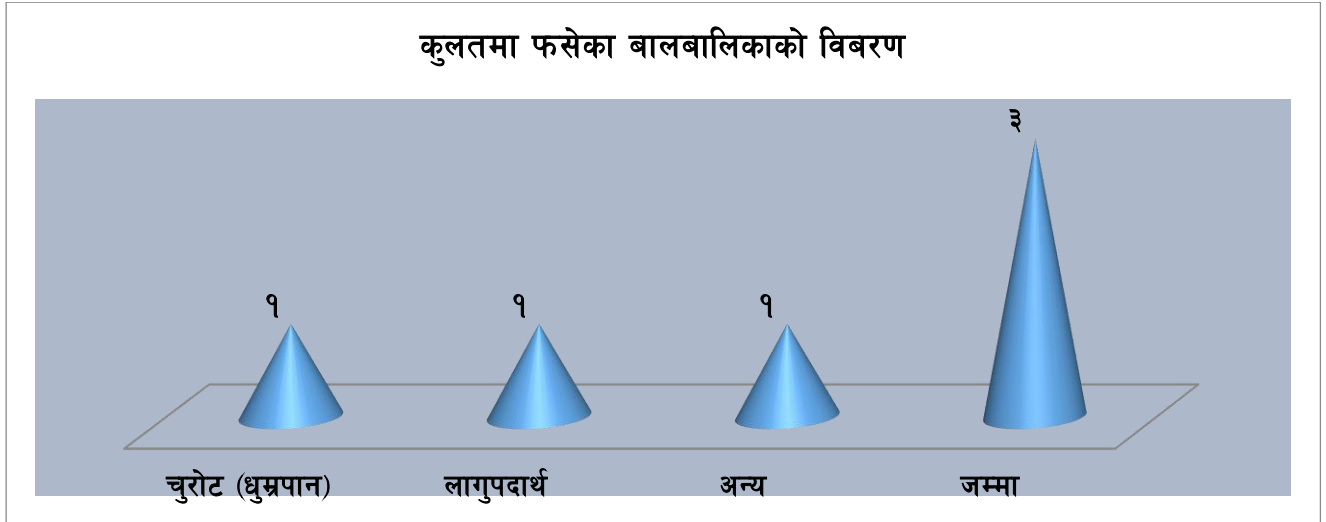 कुलतमा फसेका बालबालिकाको विबरण
३
१ १ १
चुरोट (धुम्रपान) लागुपदार्थ अन्य जम्मा